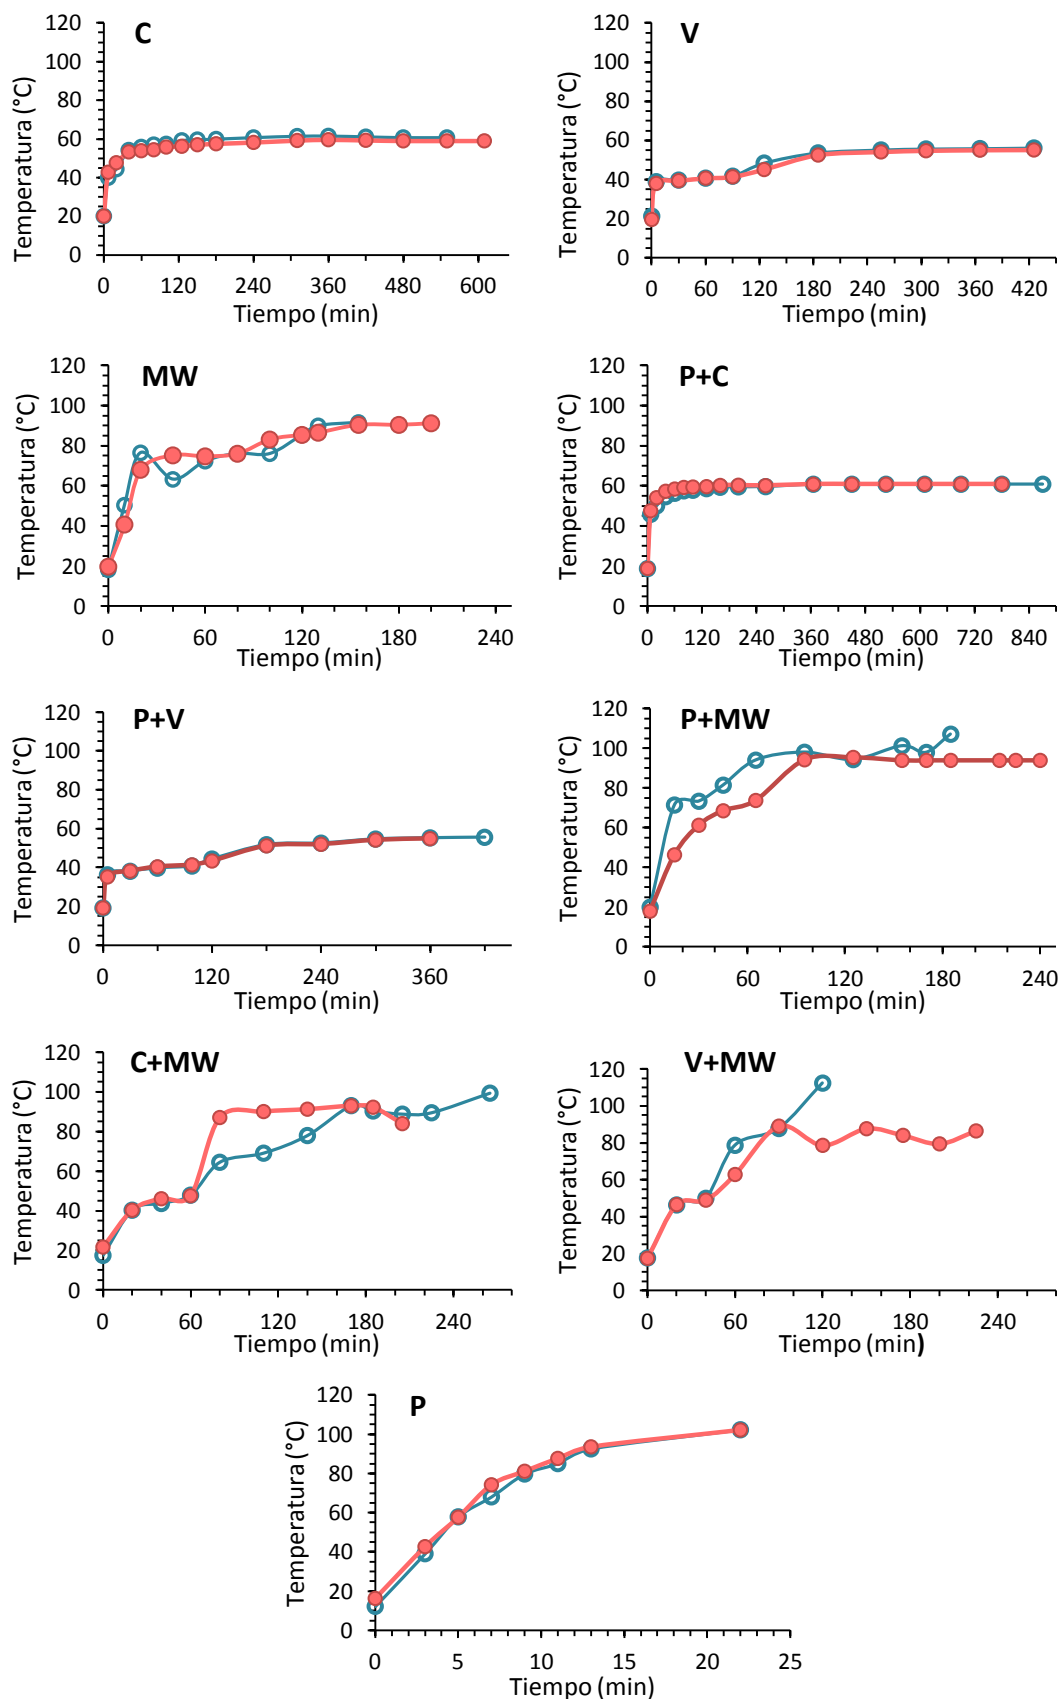 C
Temperatura (°C)
120
100
80
60
40
20
0
0 120 240 360 480 600
Tiempo (min)
V
Temperatura (°C)
120
100
80
60
40
20
0
0 60 120 180 240 300 360 420
Tiempo (min)
MW
Temperatura (°C)
120
100
80
60
40
20
0
0 60 120 180 240
Tiempo (min)
P+C
Temperatura (°C)
120
100
80
60
40
20
0
0 120 240 360 480 600 720 840
Tiempo (min)
P+V
Temperatura (°C)
120
100
80
60
40
20
0
0 120 240 360
Tiempo (min)
P+MW
Temperatura (°C)
120
100
80
60
40
20
0
0 60 120 180 240
Tiempo (min)
C+MW
Temperatura (°C)
120
100
80
60
40
20
0
0 60 120 180 240
Tiempo (min)
V+MW
Temperatura (°C)
120
100
80
60
40
20
0
0 60 120 180 240
Tiempo (min)
P
Temperatura (°C)
120
100
80
60
40
20
0
0 5 10 15 20 25
Tiempo (min)